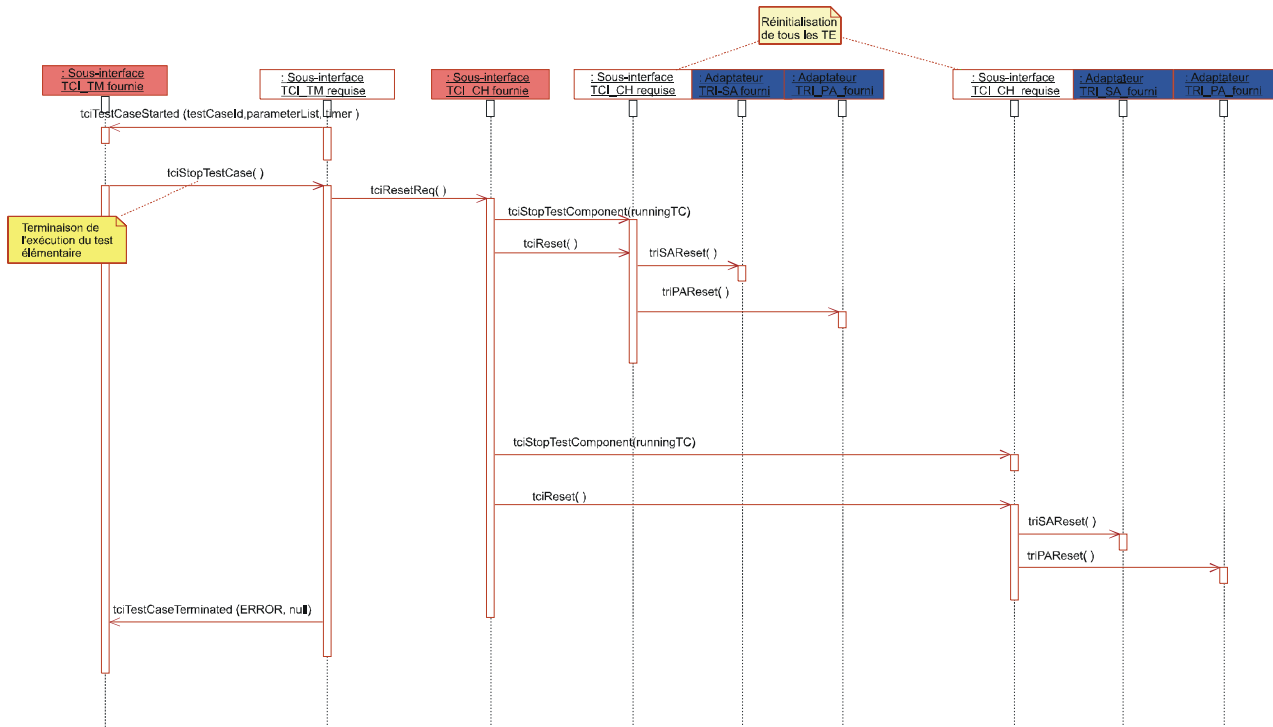 Réinitialisation
de tous les TE
: Sous-interface
TCI_TM fournie
: Sous-interface
TCI_TM requise
: Sous-interface
TCI_CH fournie
: Sous-interface
TCI_CH requise
: Adaptateur
TRI-SA fourni
: Adaptateur
TRI_PA_fourni
: Sous-interface
TCI_CH_requise
: Adaptateur
TRI_SA_fourni
: Adaptateur
TRI_PA_fourni
tciTestCaseStarted (testCaseId,parameterList, timer )
tciStopTestCase( )
tciResetReq( )
Terminaison de
l'exécution du test
élémentaire
tciStopTestComponent(runningTC)
tciReset( )
triSAReset( )
triPAReset( )
tciStopTestComponent(runningTC)
tciReset( )
triSAReset( )
triPAReset( )
tciTestCaseTerminated (ERROR, null)